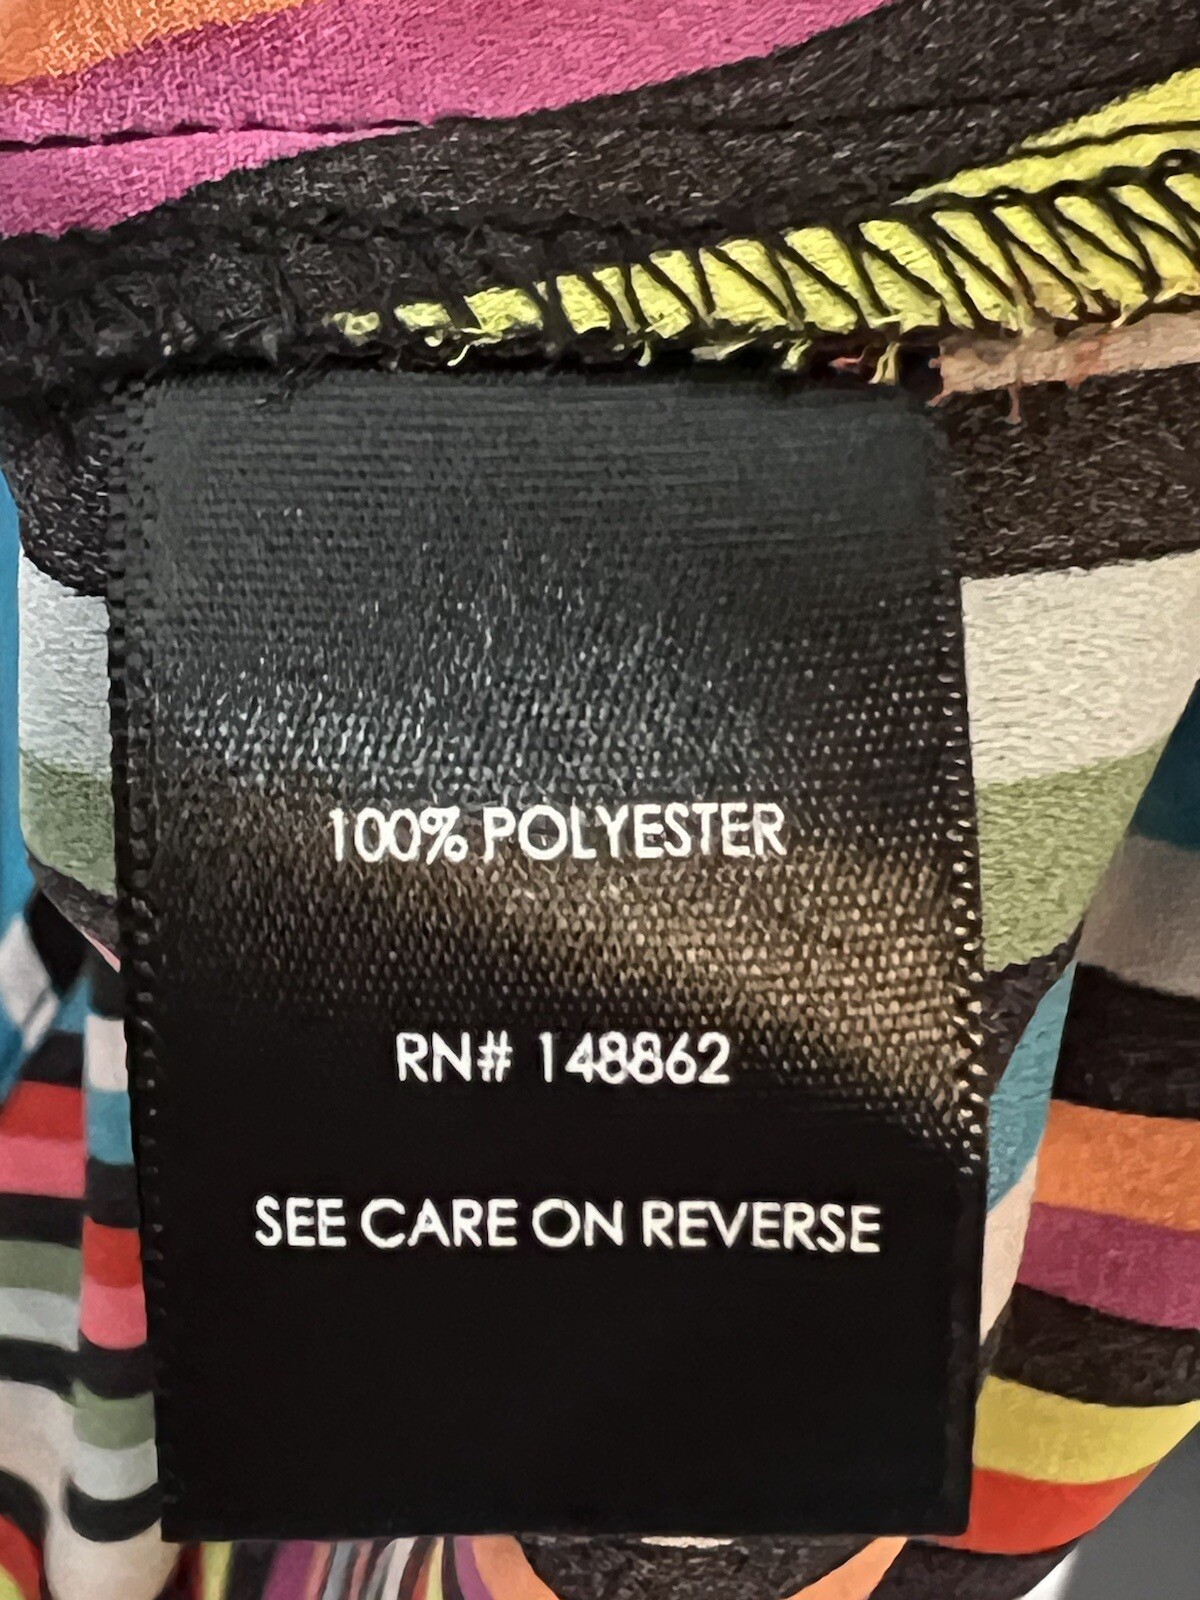 100% POLYESTER
RN# 148862
SEE CARE ON REVERSE